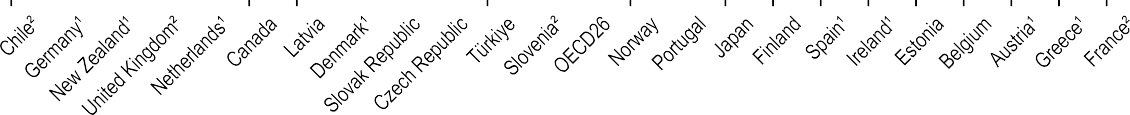 Chile²
Germany¹
New Zealand¹
United Kingdom²
Netherlands¹
Canada
Latvia
Denmark¹
Slovak Republic
Czech Republic
Türkiye
Slovenia²
OECD26
Norway
Portugal
Japan
Finland
Spain¹
Ireland¹
Estonia
Belgium
Austria¹
Greece¹
France²